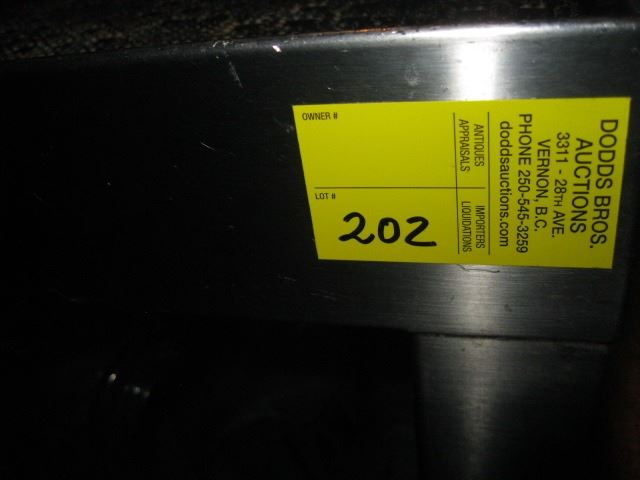 DODDS BROS.
AUCTIONS
3311 - 28TH AVE.
VERNON, B.C.
PHONE 250-545-3259
doddsauctions.com
ANTIQUES
APPRAISALS
IMPORTERS
LIQUIDATIONS
OWNER #
LOT #
202